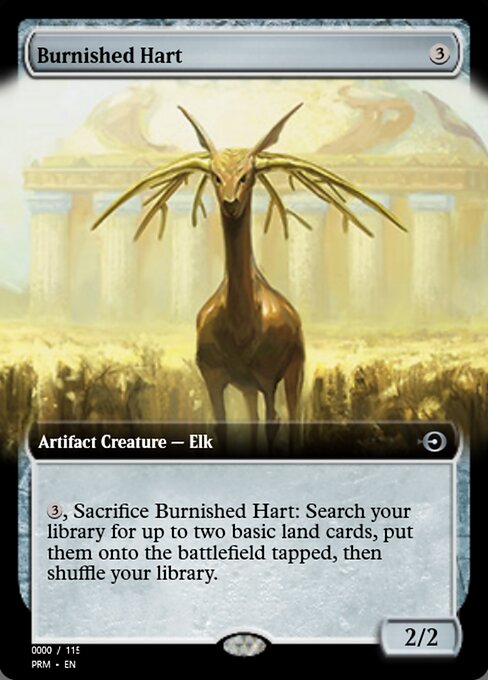 Burnished Hart 3
Artifact Creature — Elk
3, Sacrifice Burnished Hart: Search your
library for up to two basic land cards, put
them onto the battlefield tapped, then
shuffle your library.
2/2
0000 / 115
PRM • EN